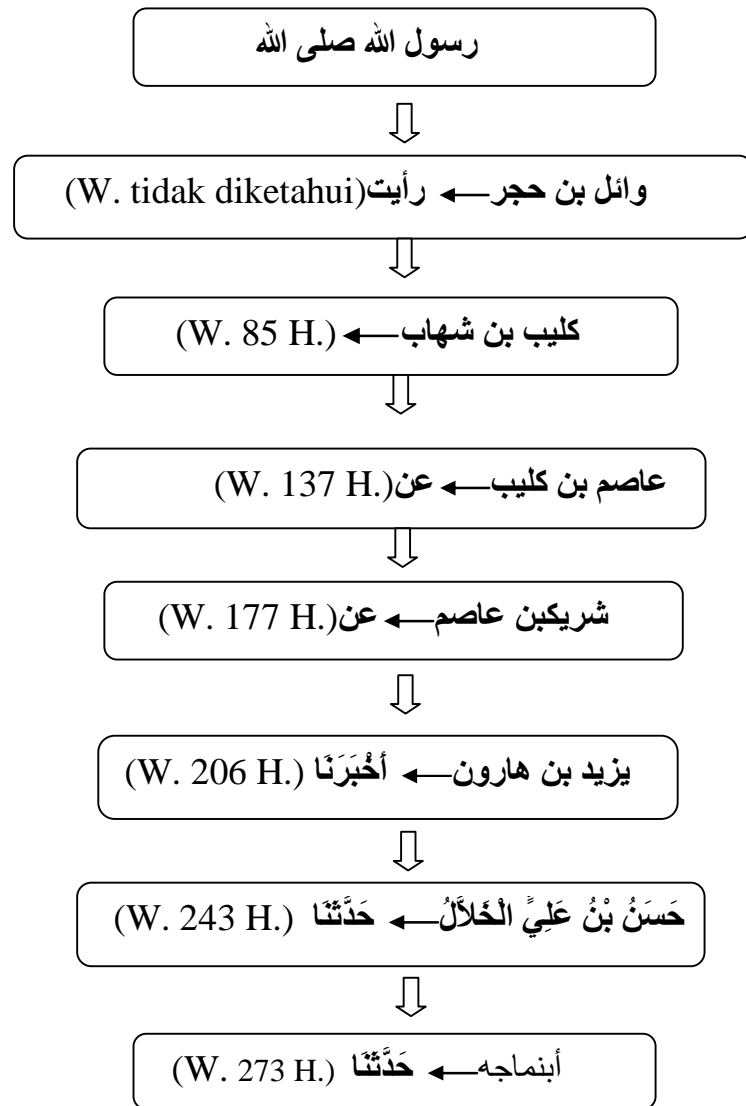 رسول الله صلى الله
وائل بن حجر ← رأيت (W. tidak diketahui)
كليب بن شهاب ← (W. 85 H.)
عاصم بن كليب ← عن (W. 137 H.)
شريكبن عاصم ← عن (W. 177 H.)
يزيد بن هارون ← أَخْبَرَنَا (W. 206 H.)
حَسَنُ بْنُ عَلِيًّ الْخَلاَّلُ ← حَدَّثَنَا (W. 243 H.)
أبنماجه ← حَدَّثَنَا (W. 273 H.)